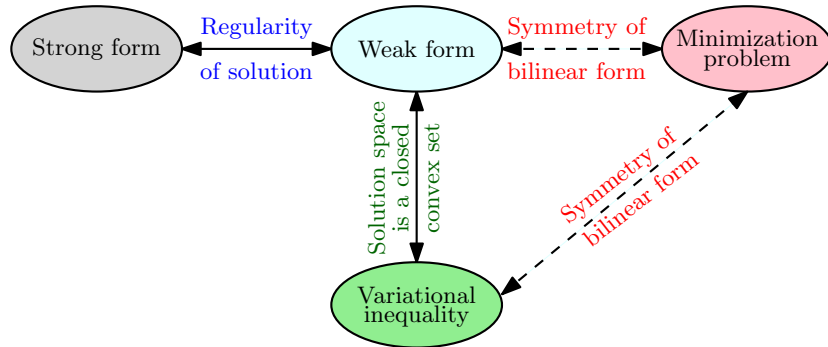 Strong form
Regularity
of solution
Weak form
Symmetry of
bilinear form
Minimization
problem
Solution space
is a closed
convex set
Symmetry of
bilinear form
Variational
inequality